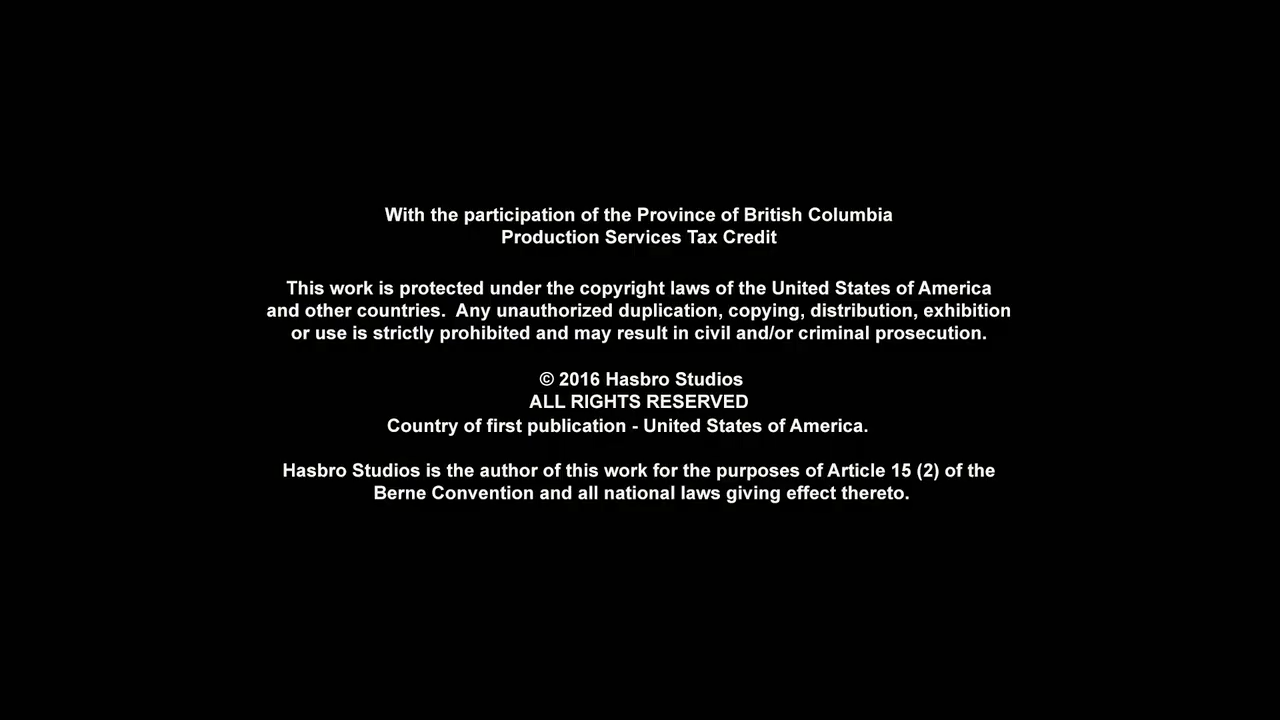 With the participation of the Province of British Columbia
Production Services Tax Credit
This work is protected under the copyright laws of the United States of America
and other countries.  Any unauthorized duplication, copying, distribution, exhibition
or use is strictly prohibited and may result in civil and/or criminal prosecution.
© 2016 Hasbro Studios
ALL RIGHTS RESERVED
Country of first publication - United States of America.
Hasbro Studios is the author of this work for the purposes of Article 15 (2) of the
Berne Convention and all national laws giving effect thereto.